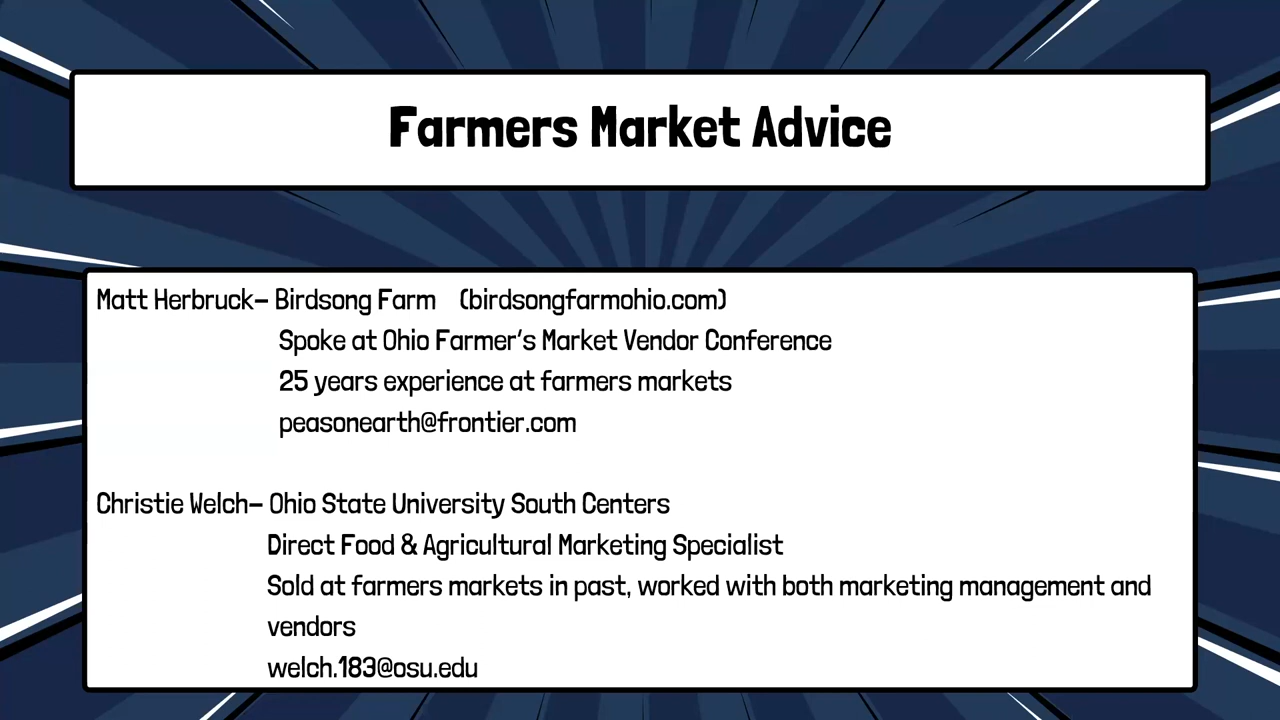 Farmers Market Advice
Matt Herbruck– Birdsong Farm (birdsongfarmohio.com)
Spoke at Ohio Farmer's Market Vendor Conference
25 years experience at farmers markets
peasonearth@frontier.com
Christie Welch– Ohio State University South Centers
Direct Food & Agricultural Marketing Specialist
Sold at farmers markets in past, worked with both marketing management and
vendors
welch.183@osu.edu